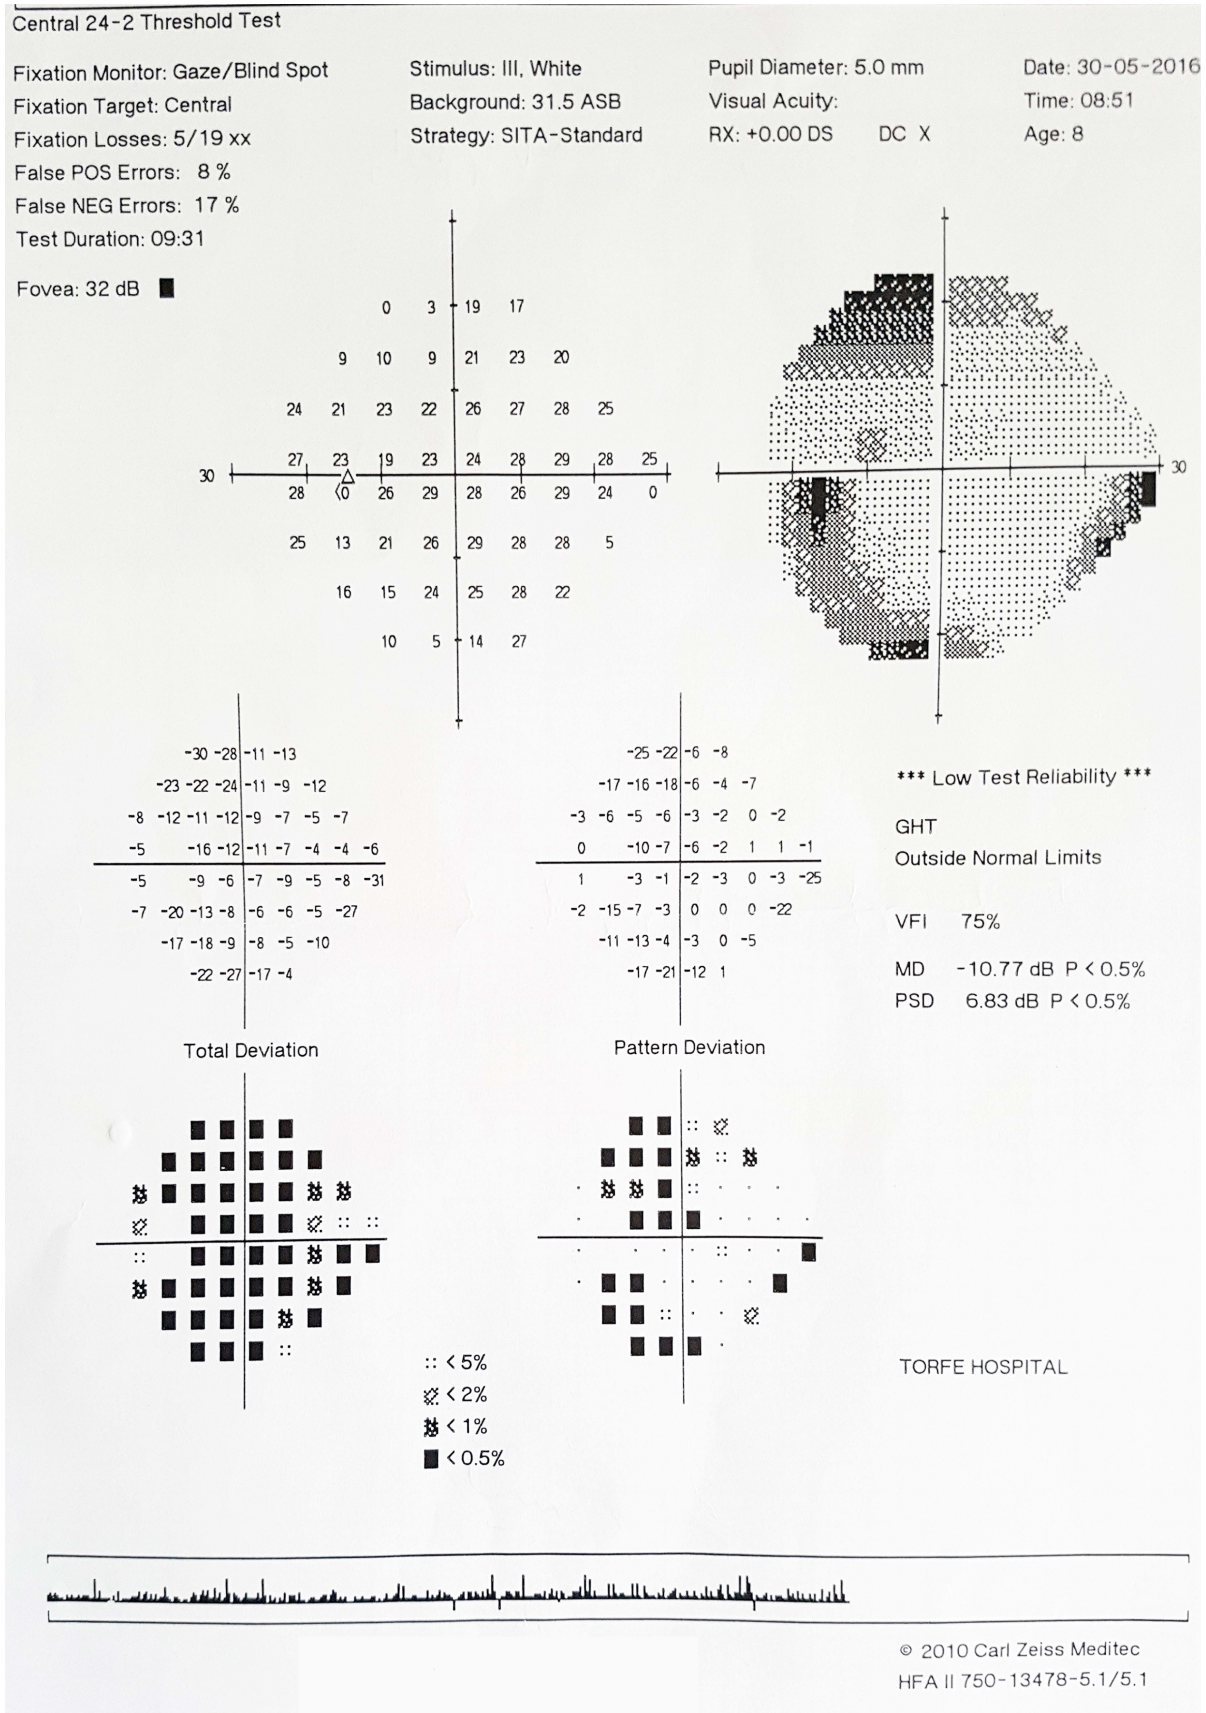 Central 24-2 Threshold Test
Fixation Monitor: Gaze/Blind Spot
Fixation Target: Central
Fixation Losses: 5/19 xx
False POS Errors: 8 %
False NEG Errors: 17 %
Test Duration: 09:31
Fovea: 32 dB
Stimulus: III, White
Background: 31.5 ASB
Strategy: SITA-Standard
Pupil Diameter: 5.0 mm
Visual Acuity:
RX: +0.00 DS DC X
Date: 30-05-2016
Time: 08:51
Age: 8
0 3 19 17
9 10 9 21 23 20
24 21 23 22 26 27 28 25
27 23 19 23 24 28 29 28 25
30
28 <0 26 29 28 26 29 24 0
25 13 21 26 29 28 28 5
16 15 24 25 28 22
10 5 14 27
30
-30 -28 -11 -13
-23 -22 -24 -11 -9 -12
-8 -12 -11 -12 -9 -7 -5 -7
-5 -16 -12 -11 -7 -4 -4 -6
-5 -9 -6 -7 -9 -5 -8 -31
-7 -20 -13 -8 -6 -6 -5 -27
-17 -18 -9 -8 -5 -10
-22 -27 -17 -4
Total Deviation
-25 -22 -6 -8
-17 -16 -18 -6 -4 -7
-3 -6 -5 -6 -3 -2 0 -2
0 -10 -7 -6 -2 1 1 -1
1 -3 -1 -2 -3 0 -3 -25
-2 -15 -7 -3 0 0 0 -22
-11 -13 -4 -3 0 -5
-17 -21 -12 1
Pattern Deviation
*** Low Test Reliability ***
GHT
Outside Normal Limits
VFI 75%
MD -10.77 dB P < 0.5%
PSD 6.83 dB P < 0.5%
< 5%
< 2%
< 1%
< 0.5%
TORFE HOSPITAL
© 2010 Carl Zeiss Meditec
HFA II 750-13478-5.1/5.1